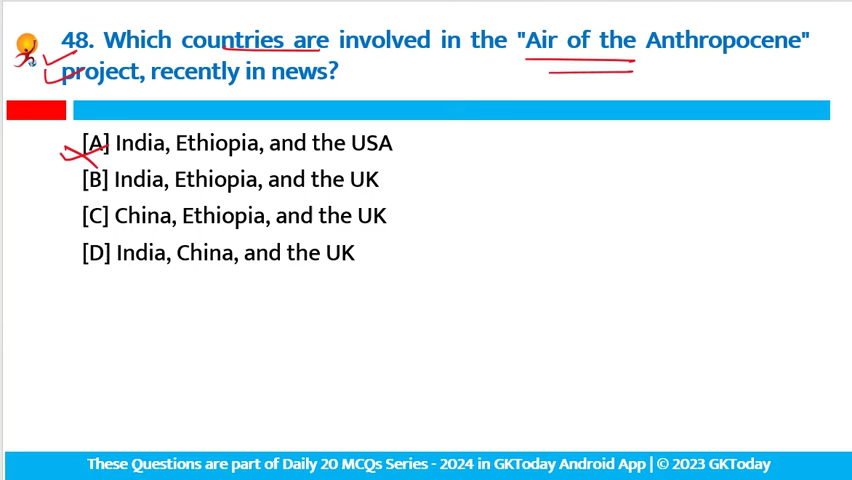 48. Which countries are involved in the "Air of the Anthropocene"
project, recently in news?
[A] India, Ethiopia, and the USA
[B] India, Ethiopia, and the UK
[C] China, Ethiopia, and the UK
[D] India, China, and the UK
These Questions are part of Daily 20 MCQs Series - 2024 in GKToday Android App | © 2023 GKToday